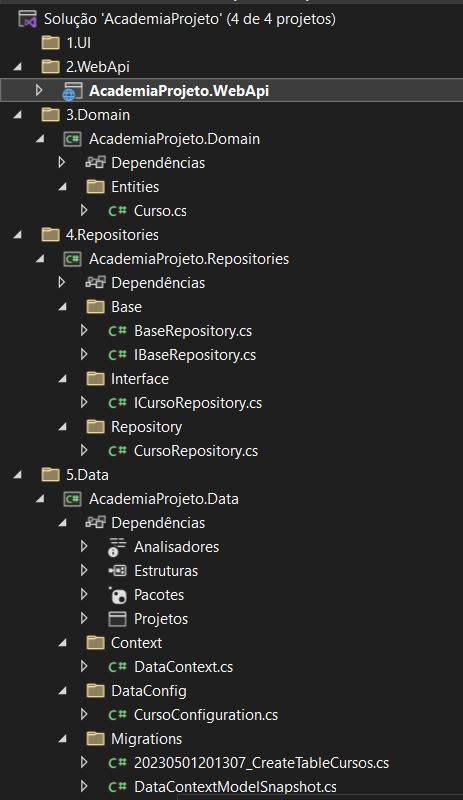 Solução 'AcademiaProjeto' (4 de 4 projetos)
1.UI
2.WebApi
AcademiaProjeto.WebApi
3.Domain
C# AcademiaProjeto.Domain
Dependências
Entities
C# Curso.cs
4.Repositories
C# AcademiaProjeto.Repositories
Dependências
Base
C# BaseRepository.cs
C# IBaseRepository.cs
Interface
C# ICursoRepository.cs
Repository
C# CursoRepository.cs
5.Data
C# AcademiaProjeto.Data
Dependências
Analisadores
Estruturas
Pacotes
Projetos
Context
C# DataContext.cs
DataConfig
C# CursoConfiguration.cs
Migrations
C# 20230501201307_CreateTableCursos.cs
C# DataContextModelSnapshot.cs